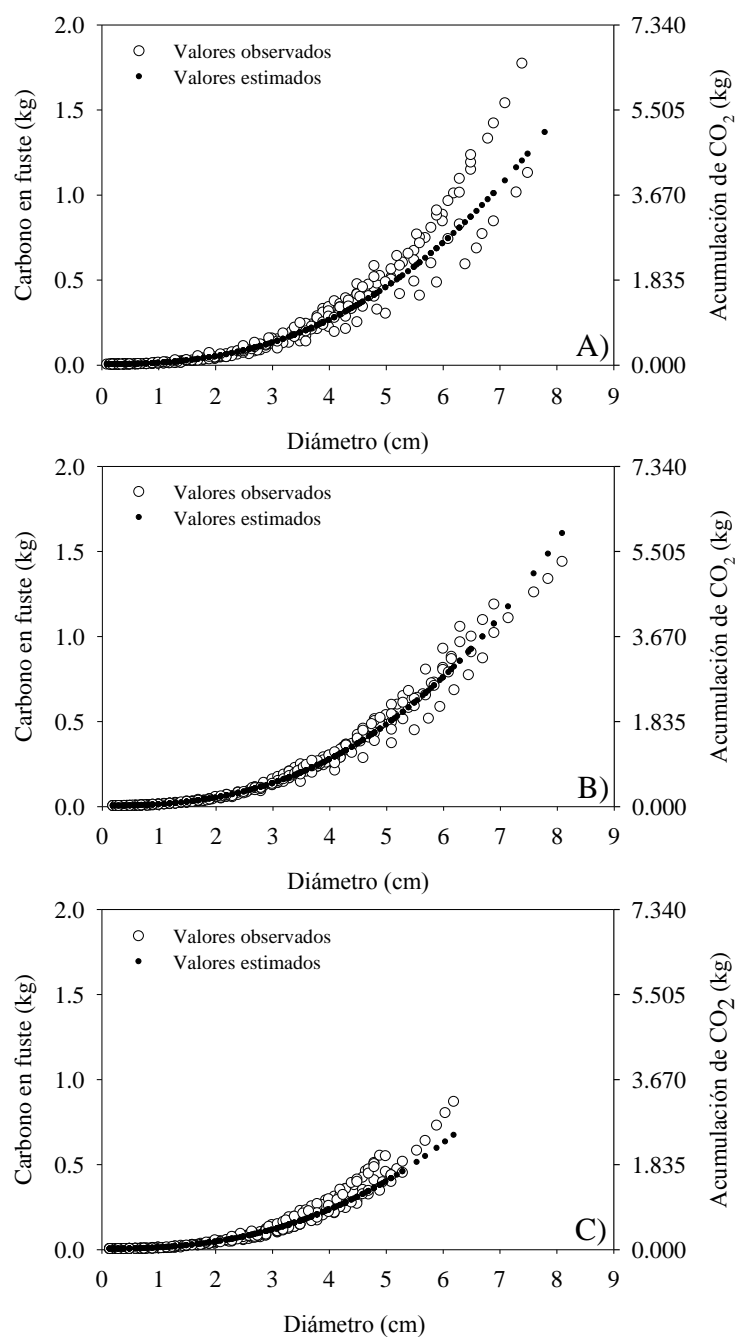 2.0
7.340
Valores observados
Valores estimados
1.5
5.505
Carbono en fuste (kg)
1.0
3.670
Acumulación de CO2 (kg)
0.5
1.835
A)
0.0
0.000
0 1 2 3 4 5 6 7 8 9
Diámetro (cm)
2.0
7.340
Valores observados
Valores estimados
1.5
5.505
Carbono en fuste (kg)
1.0
3.670
Acumulación de CO2 (kg)
0.5
1.835
B)
0.0
0.000
0 1 2 3 4 5 6 7 8 9
Diámetro (cm)
2.0
7.340
Valores observados
Valores estimados
1.5
5.505
Carbono en fuste (kg)
1.0
3.670
Acumulación de CO2 (kg)
0.5
1.835
C)
0.0
0.000
0 1 2 3 4 5 6 7 8 9
Diámetro (cm)